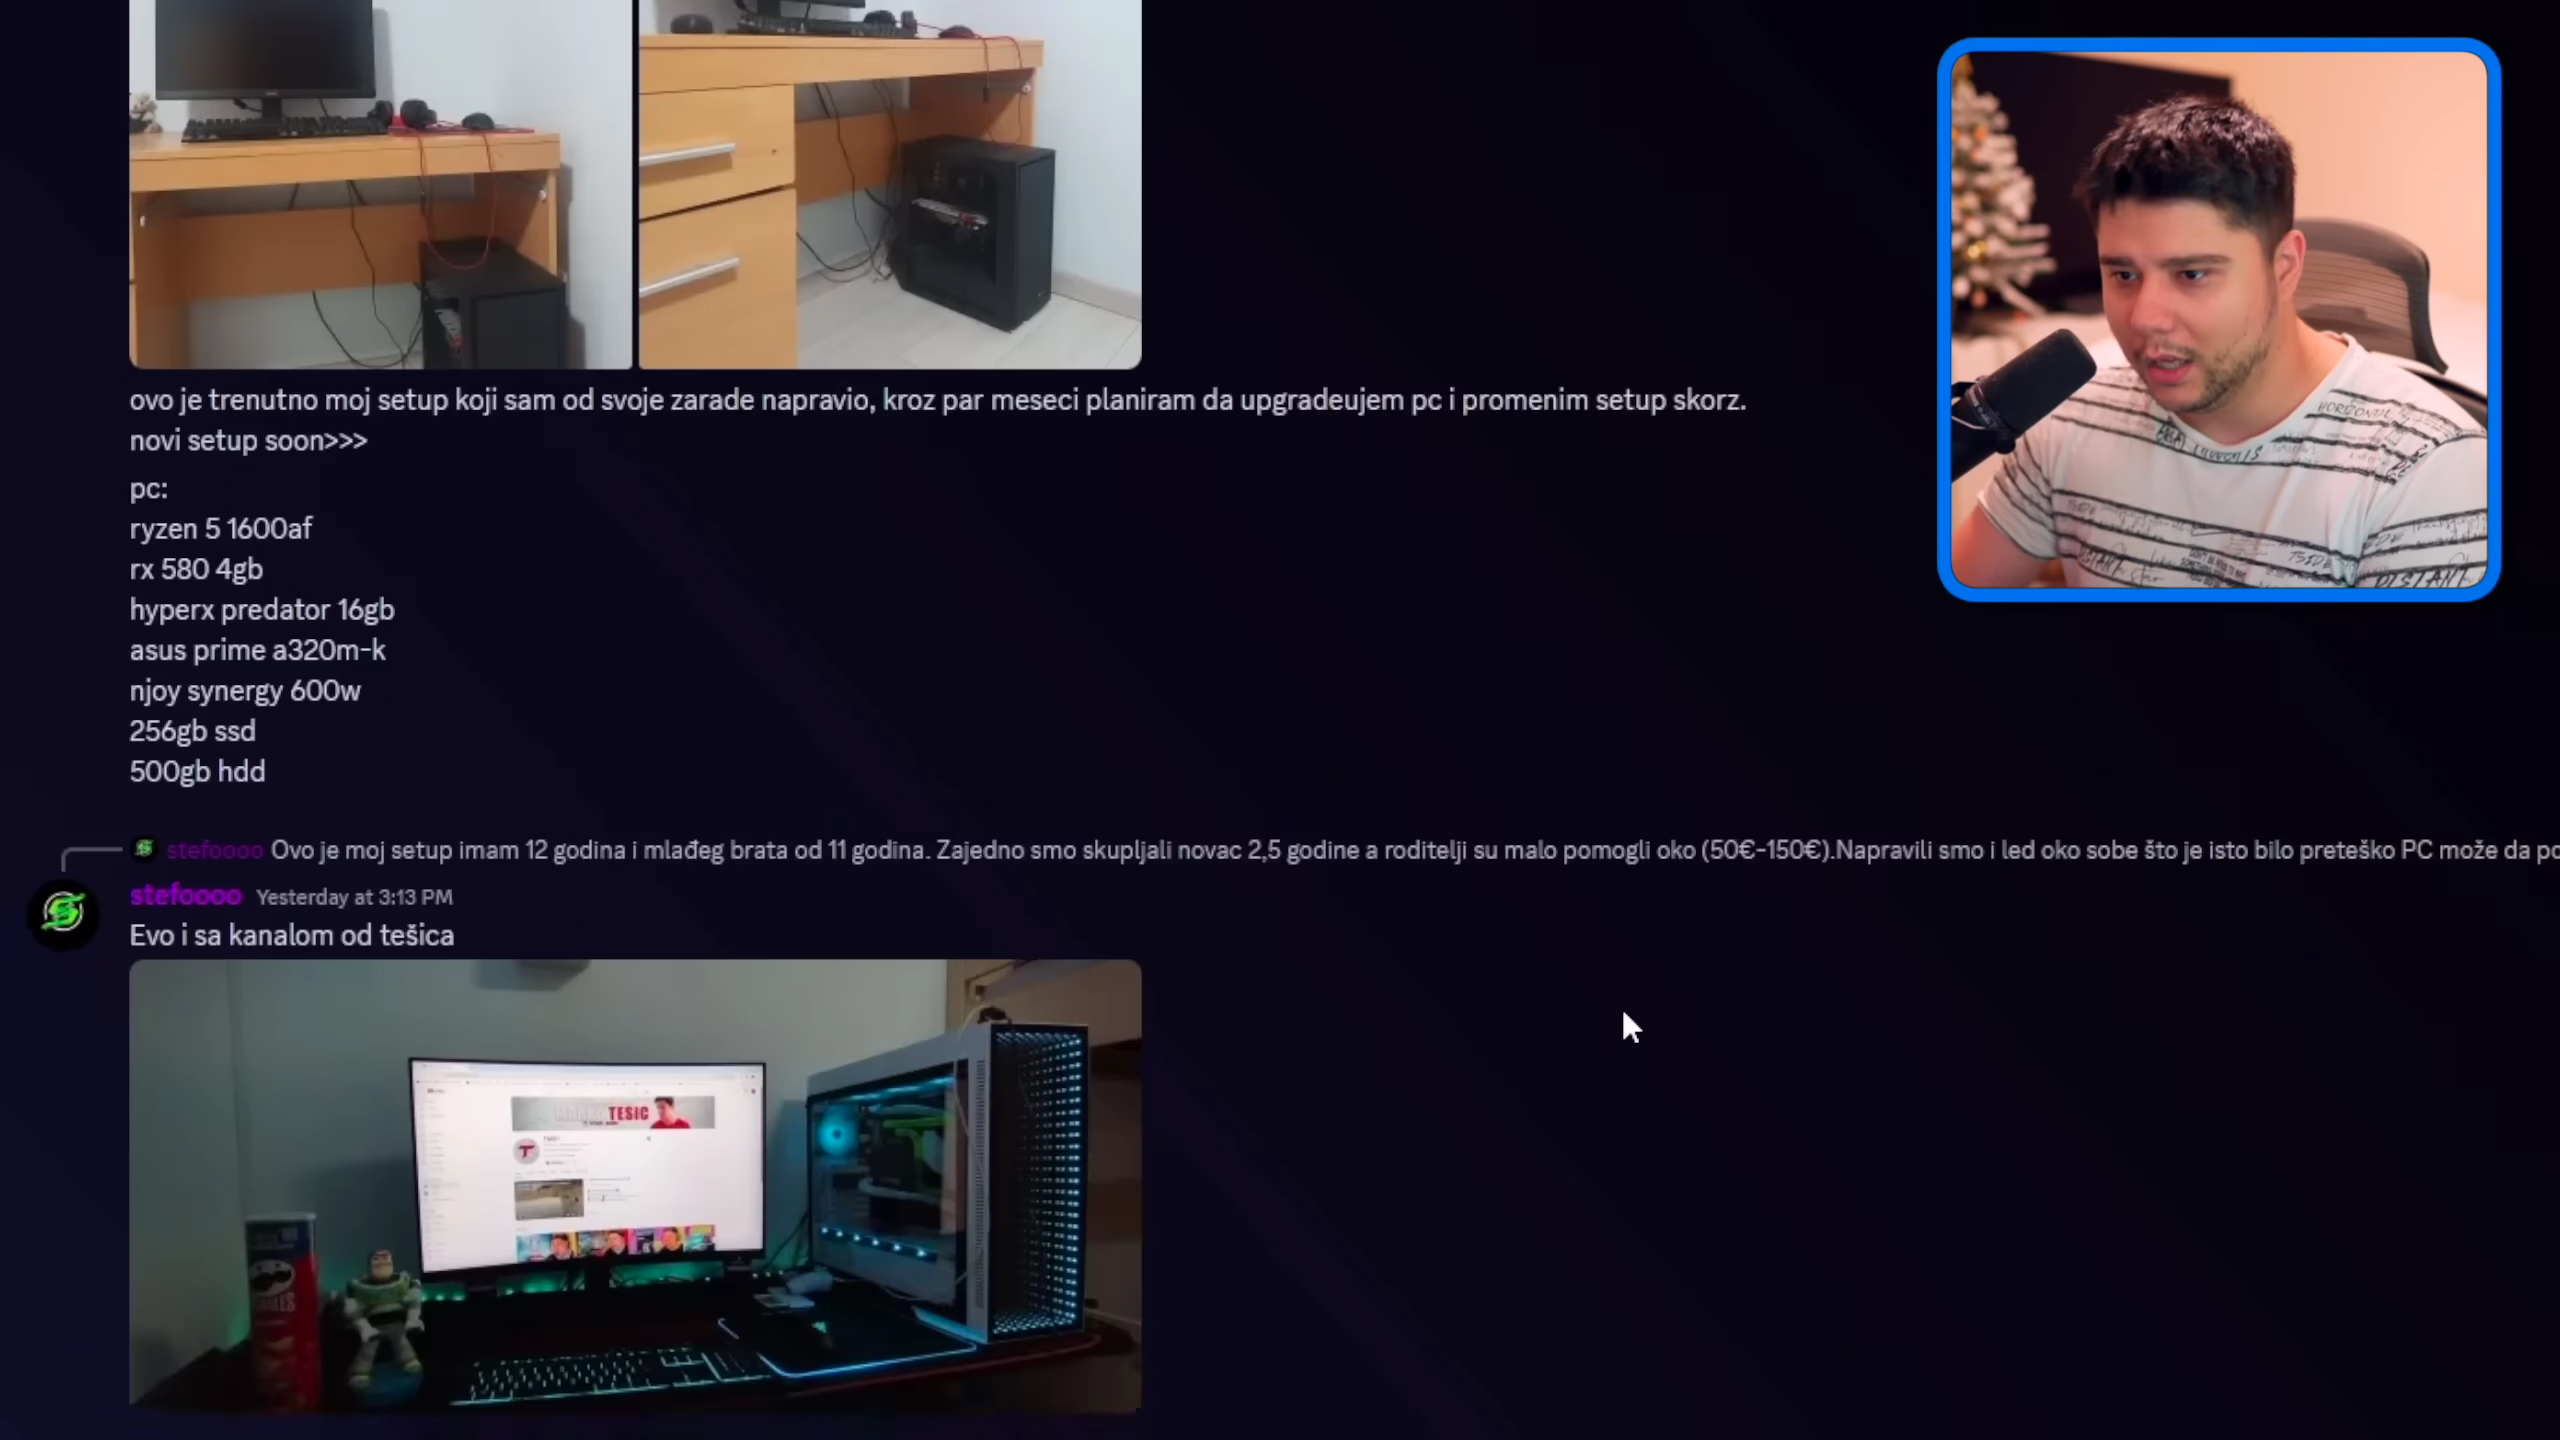 ovo je trenutno moj setup koji sam od svoje zarade napravio, kroz par meseci planiram da upgradeujem pc i promenim setup skorz.
novi setup soon>>>
pc:
ryzen 5 1600af
rx 580 4gb
hyperx predator 16gb
asus prime a320m-k
njoy synergy 600w
256gb ssd
500gb hdd
stefoooo Ovo je moj setup imam 12 godina i mlađeg brata od 11 godina. Zajedno smo skupljali novac 2,5 godine a roditelji su malo pomogli oko (50€-150€).Napravili smo i led oko sobe što je isto bilo preteško PC može da po
stefoooo Yesterday at 3:13 PM
Evo i sa kanalom od tešica
TESIC
HORIZONTAL
DISTANT